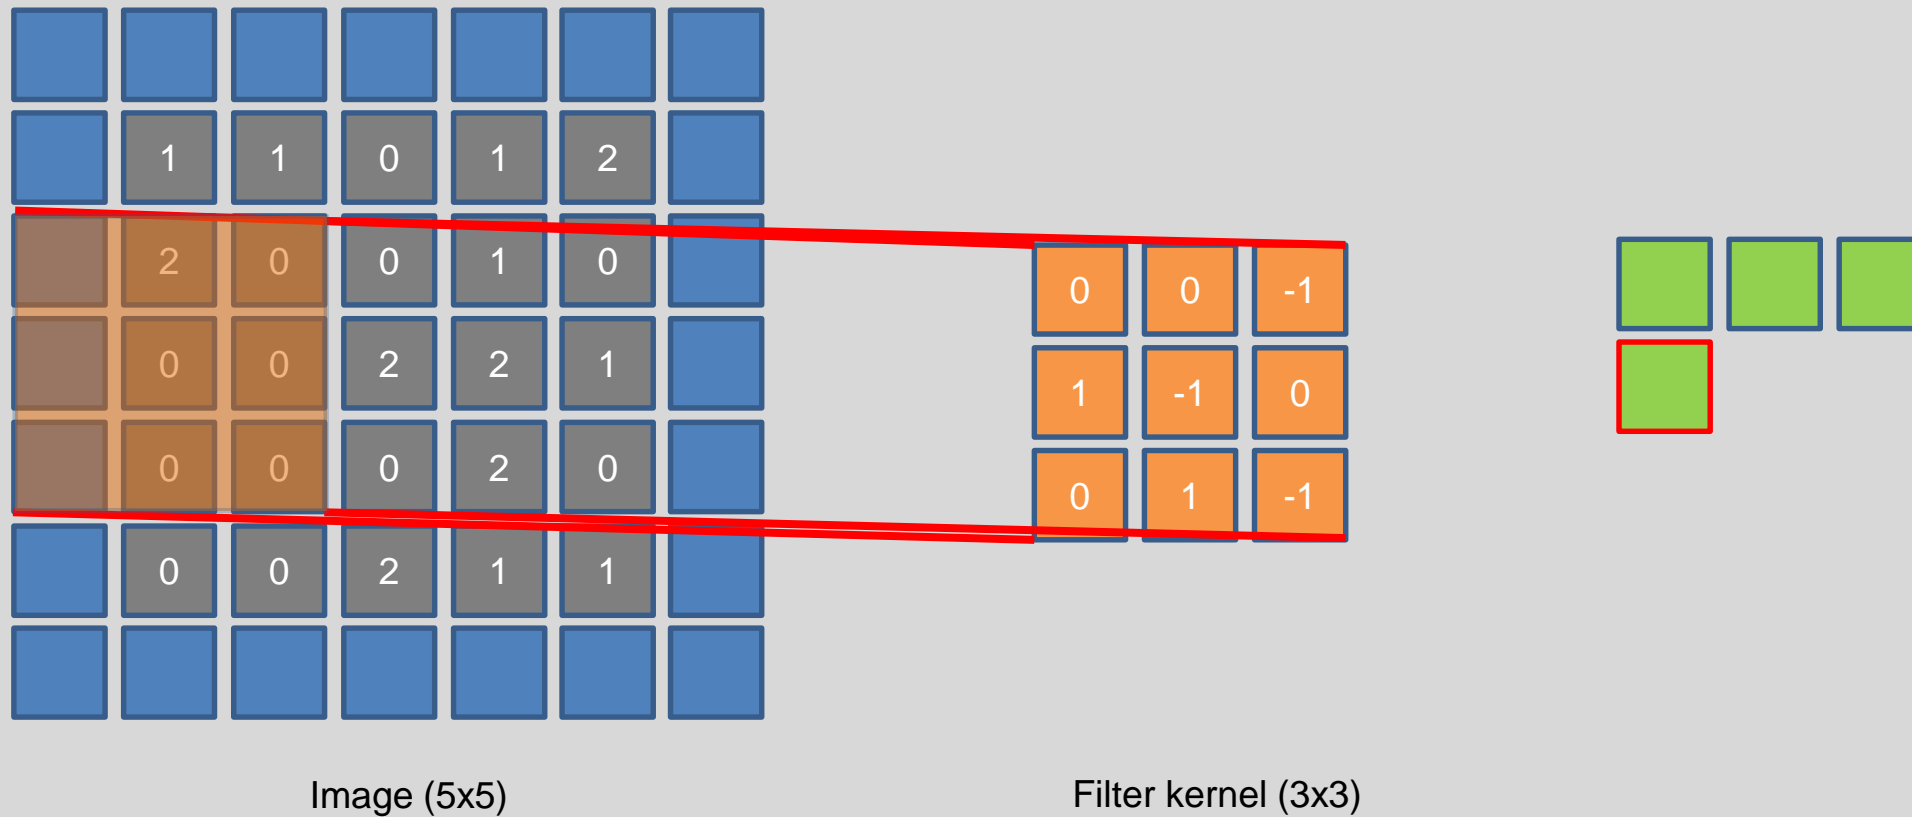 1 1 0 1 2
2 0 0 1 0
0 0 -1
0 0 2 2 1
1 -1 0
0 0 0 2 0
0 1 -1
0 0 2 1 1
Image (5x5)
Filter kernel (3x3)